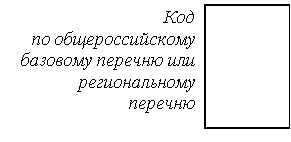 Код
по общероссийскому
базовому перечню или
региональному
перечню